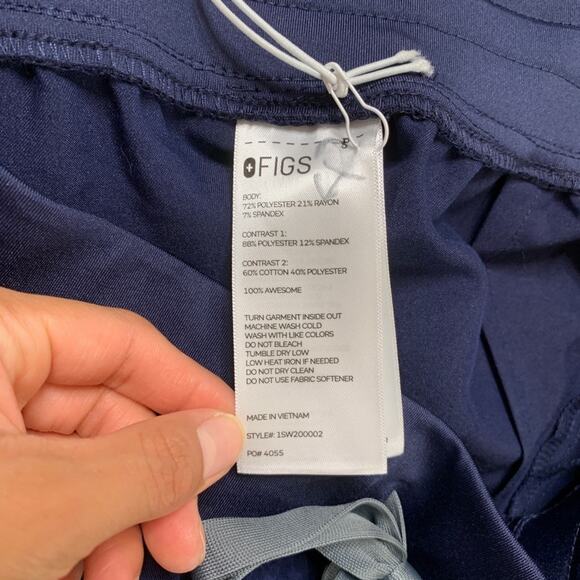 FIGS
BODY:
72% POLYESTER 21% RAYON
7% SPANDEX
CONTRAST 1:
88% POLYESTER 12% SPANDEX
CONTRAST 2:
60% COTTON 40% POLYESTER
100% AWESOME
TURN GARMENT INSIDE OUT
MACHINE WASH COLD
WASH WITH LIKE COLORS
DO NOT BLEACH
TUMBLE DRY LOW
LOW HEAT IRON IF NEEDED
DO NOT DRY CLEAN
DO NOT USE FABRIC SOFTENER
MADE IN VIETNAM
STYLE#: 1SW200002
PO# 4055